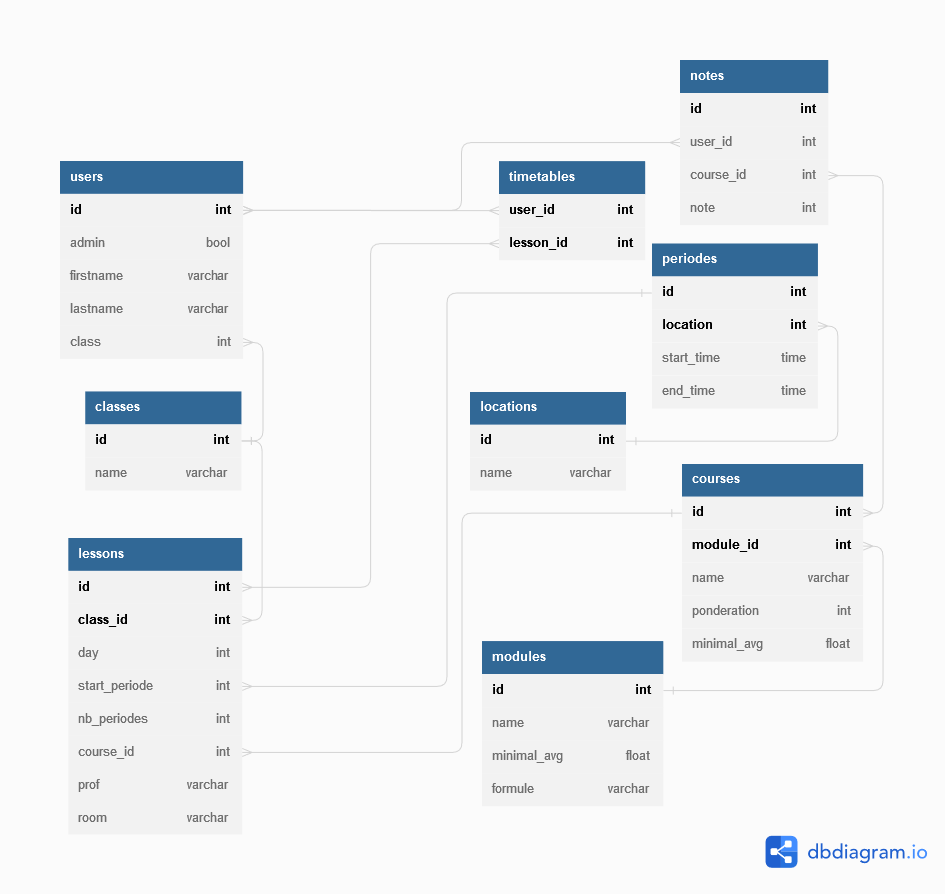 notes
id int
user_id int
course_id int
note int
users
id int
admin bool
firstname varchar
lastname varchar
class int
timetables
user_id int
lesson_id int
periodes
id int
location int
start_time time
end_time time
classes
id int
name varchar
locations
id int
name varchar
courses
id int
module_id int
name varchar
ponderation int
minimal_avg float
lessons
id int
class_id int
day int
start_periode int
nb_periodes int
course_id int
prof varchar
room varchar
modules
id int
name varchar
minimal_avg float
formule varchar
dbdiagram.io